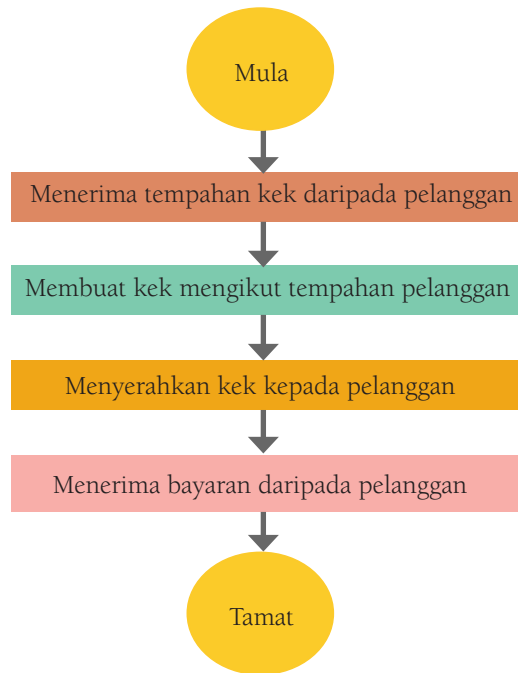 Mula
Menerima tempahan kek daripada pelanggan
Membuat kek mengikut tempahan pelanggan
Menyerahkan kek kepada pelanggan
Menerima bayaran daripada pelanggan
Tamat